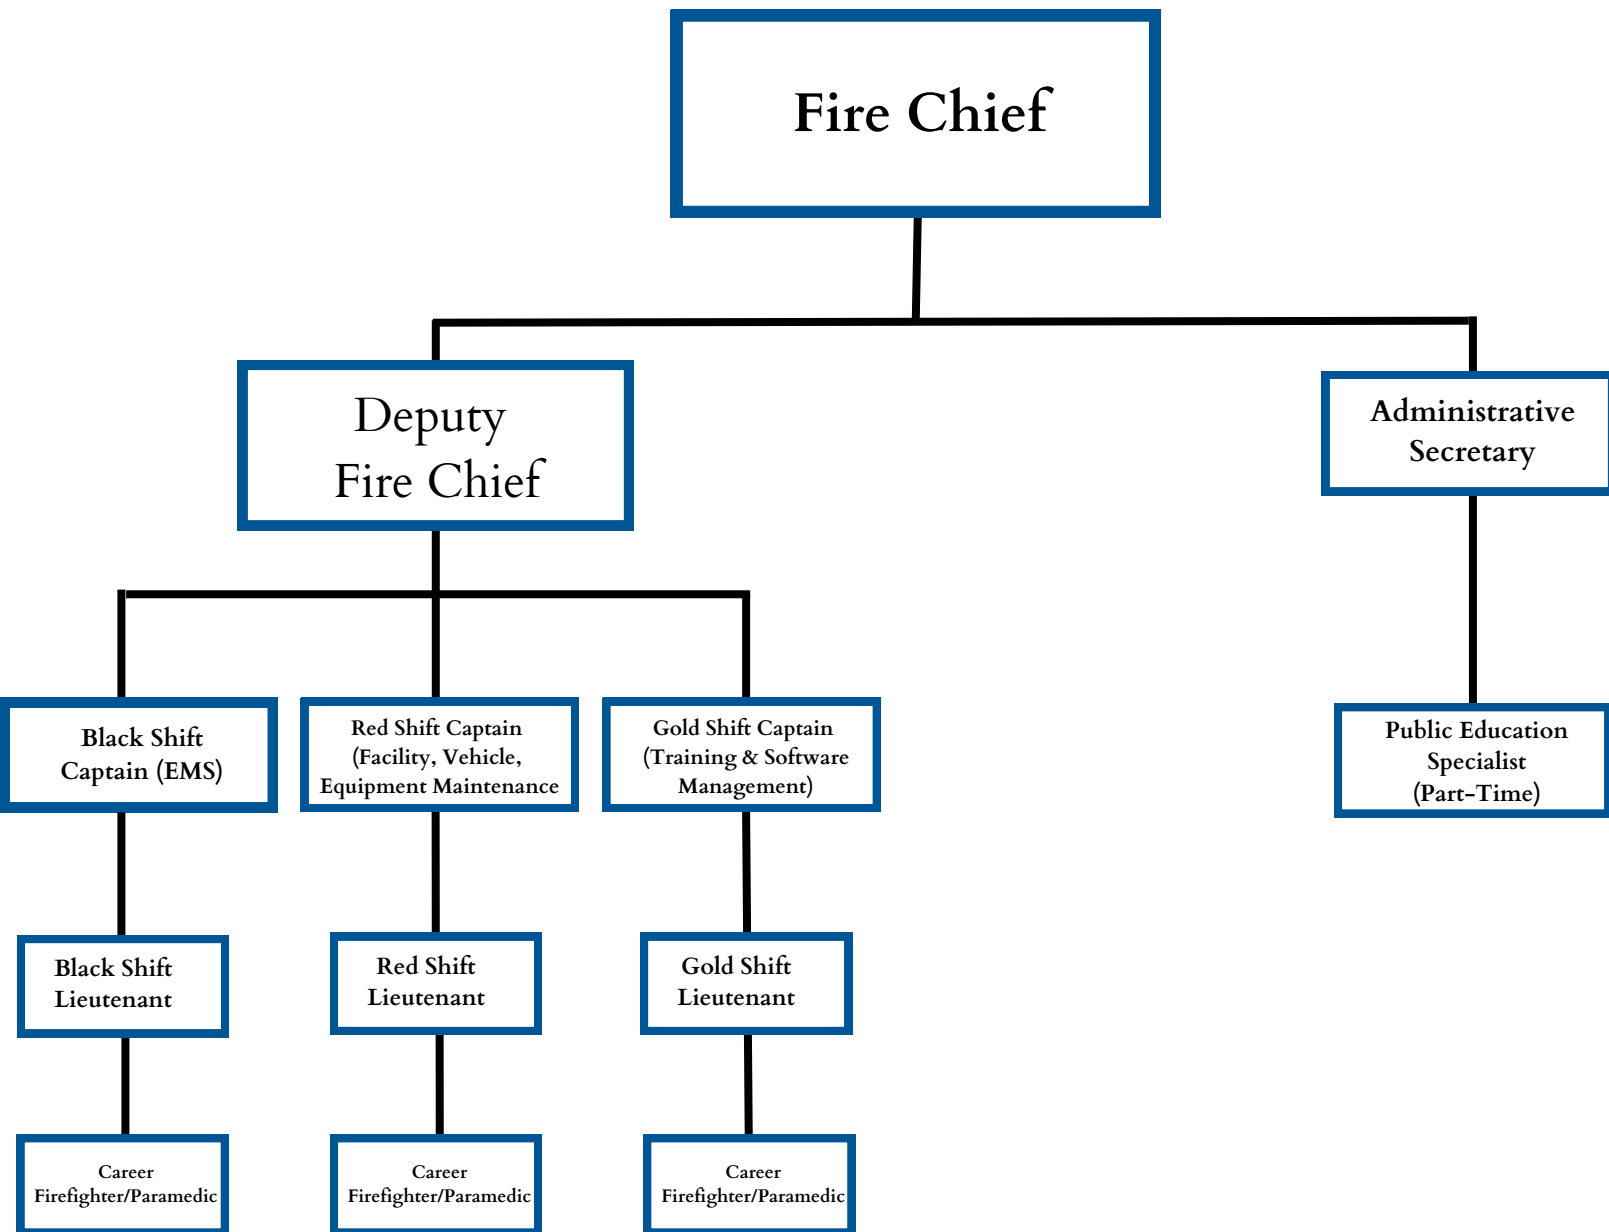 Fire Chief
Deputy
Fire Chief
Administrative
Secretary
Black Shift
Captain (EMS)
Red Shift Captain
(Facility, Vehicle,
Equipment Maintenance
Gold Shift Captain
(Training & Software
Management)
Public Education
Specialist
(Part-Time)
Black Shift
Lieutenant
Red Shift
Lieutenant
Gold Shift
Lieutenant
Career
Firefighter/Paramedic
Career
Firefighter/Paramedic
Career
Firefighter/Paramedic